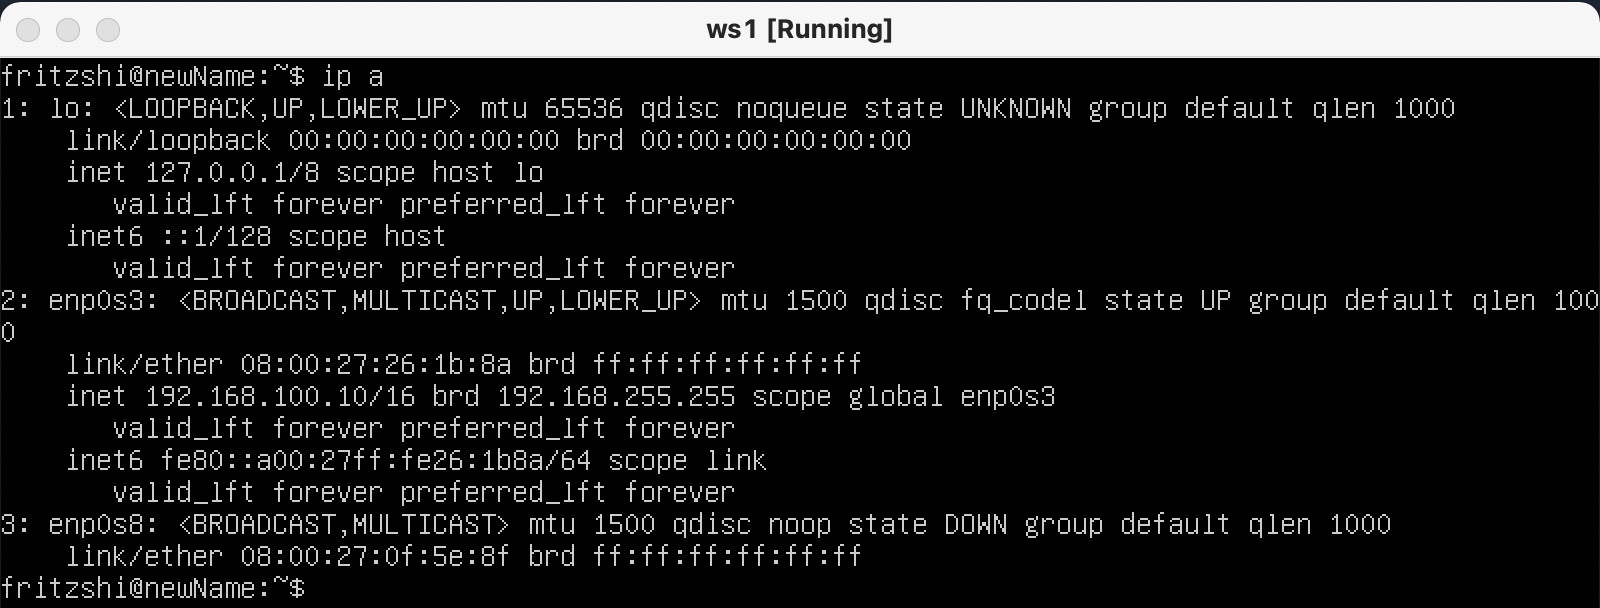 ws1 [Running]
fritzshi@newName:~$ ip a
1: lo: <LOOPBACK,UP,LOWER_UP> mtu 65536 qdisc noqueue state UNKNOWN group default qlen 1000
    link/loopback 00:00:00:00:00:00 brd 00:00:00:00:00:00
    inet 127.0.0.1/8 scope host lo
       valid_lft forever preferred_lft forever
    inet6 ::1/128 scope host
       valid_lft forever preferred_lft forever
2: enp0s3: <BROADCAST,MULTICAST,UP,LOWER_UP> mtu 1500 qdisc fq_codel state UP group default qlen 100
0
    link/ether 08:00:27:26:1b:8a brd ff:ff:ff:ff:ff:ff
    inet 192.168.100.10/16 brd 192.168.255.255 scope global enp0s3
       valid_lft forever preferred_lft forever
    inet6 fe80::a00:27ff:fe26:1b8a/64 scope link
       valid_lft forever preferred_lft forever
3: enp0s8: <BROADCAST,MULTICAST> mtu 1500 qdisc noop state DOWN group default qlen 1000
    link/ether 08:00:27:0f:5e:8f brd ff:ff:ff:ff:ff:ff
fritzshi@newName:~$